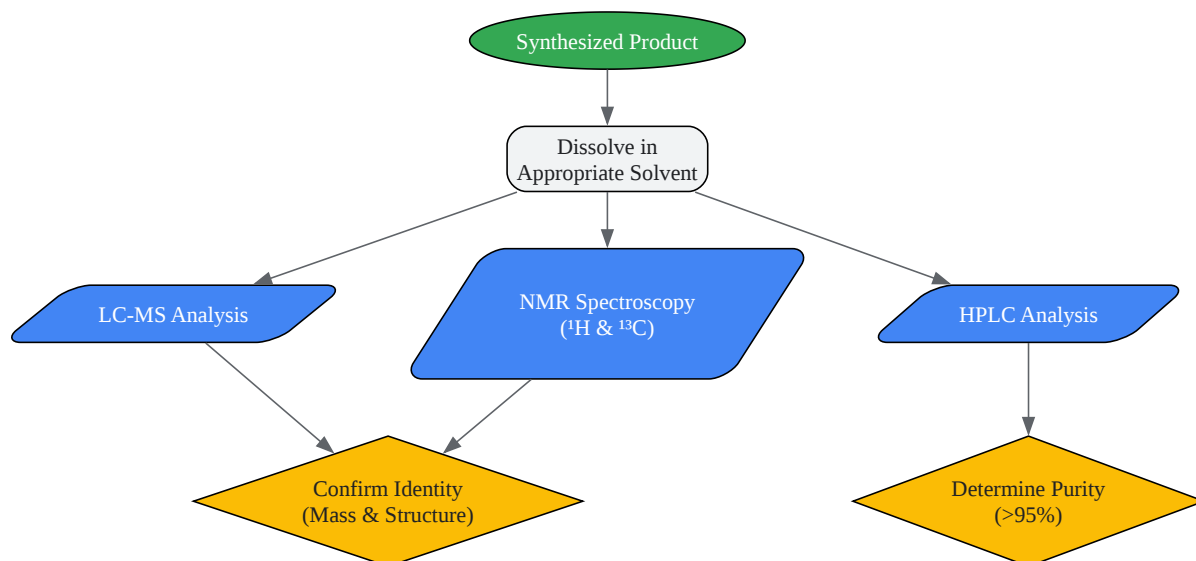 Synthesized Product
Dissolve in
Appropriate Solvent
LC-MS Analysis
NMR Spectroscopy
(¹H & ¹³C)
HPLC Analysis
Confirm Identity
(Mass & Structure)
Determine Purity
(>95%)